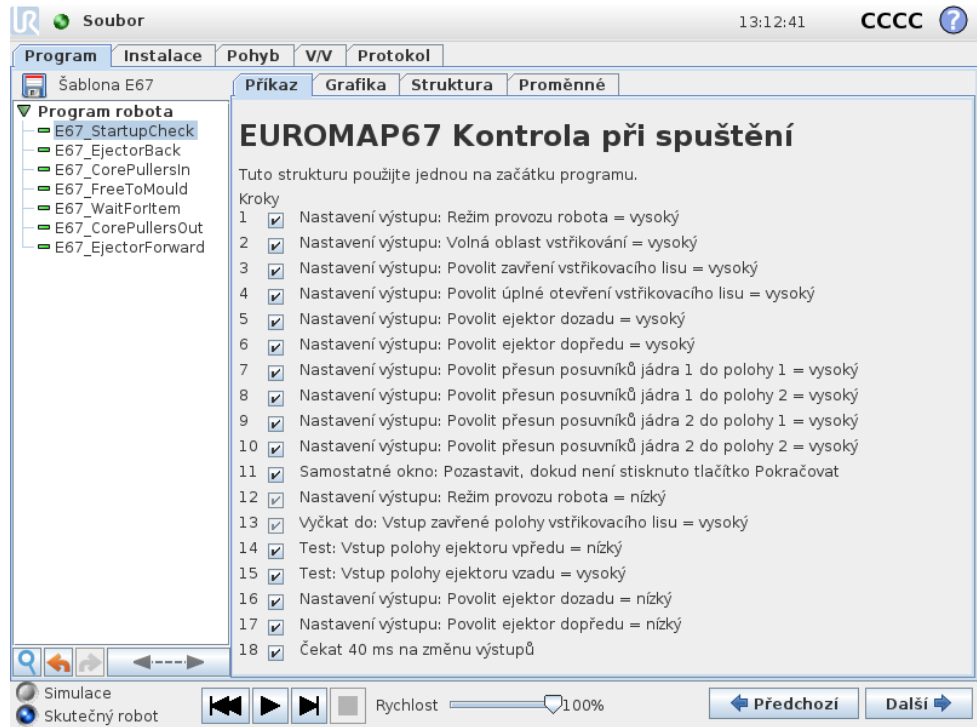 UR Soubor 13:12:41 CCCC ?
Program Instalace Pohyb V/V Protokol
Šablona E67
Program robota
E67_StartupCheck
E67_EjectorBack
E67_CorePullersIn
E67_FreeToMould
E67_WaitForItem
E67_CorePullersOut
E67_EjectorForward
Příkaz Grafika Struktura Proměnné
EUROMAP67 Kontrola při spuštění
Tuto strukturu použijte jednou na začátku programu.
Kroky
1 Nastavení výstupu: Režim provozu robota = vysoký
2 Nastavení výstupu: Volná oblast vstřikování = vysoký
3 Nastavení výstupu: Povolit zavření vstřikovacího lisu = vysoký
4 Nastavení výstupu: Povolit úplné otevření vstřikovacího lisu = vysoký
5 Nastavení výstupu: Povolit ejektor dozadu = vysoký
6 Nastavení výstupu: Povolit ejektor dopředu = vysoký
7 Nastavení výstupu: Povolit přesun posuvníků jádra 1 do polohy 1 = vysoký
8 Nastavení výstupu: Povolit přesun posuvníků jádra 1 do polohy 2 = vysoký
9 Nastavení výstupu: Povolit přesun posuvníků jádra 2 do polohy 1 = vysoký
10 Nastavení výstupu: Povolit přesun posuvníků jádra 2 do polohy 2 = vysoký
11 Samostatné okno: Pozastavit, dokud není stisknuto tlačítko Pokračovat
12 Nastavení výstupu: Režim provozu robota = nízký
13 Vyčkat do: Vstup zavřené polohy vstřikovacího lisu = vysoký
14 Test: Vstup polohy ejektoru vpředu = nízký
15 Test: Vstup polohy ejektoru vzadu = vysoký
16 Nastavení výstupu: Povolit ejektor dozadu = nízký
17 Nastavení výstupu: Povolit ejektor dopředu = nízký
18 Čekat 40 ms na změnu výstupů
Simulace
Skutečný robot
Rychlost 100%
Předchozí Další